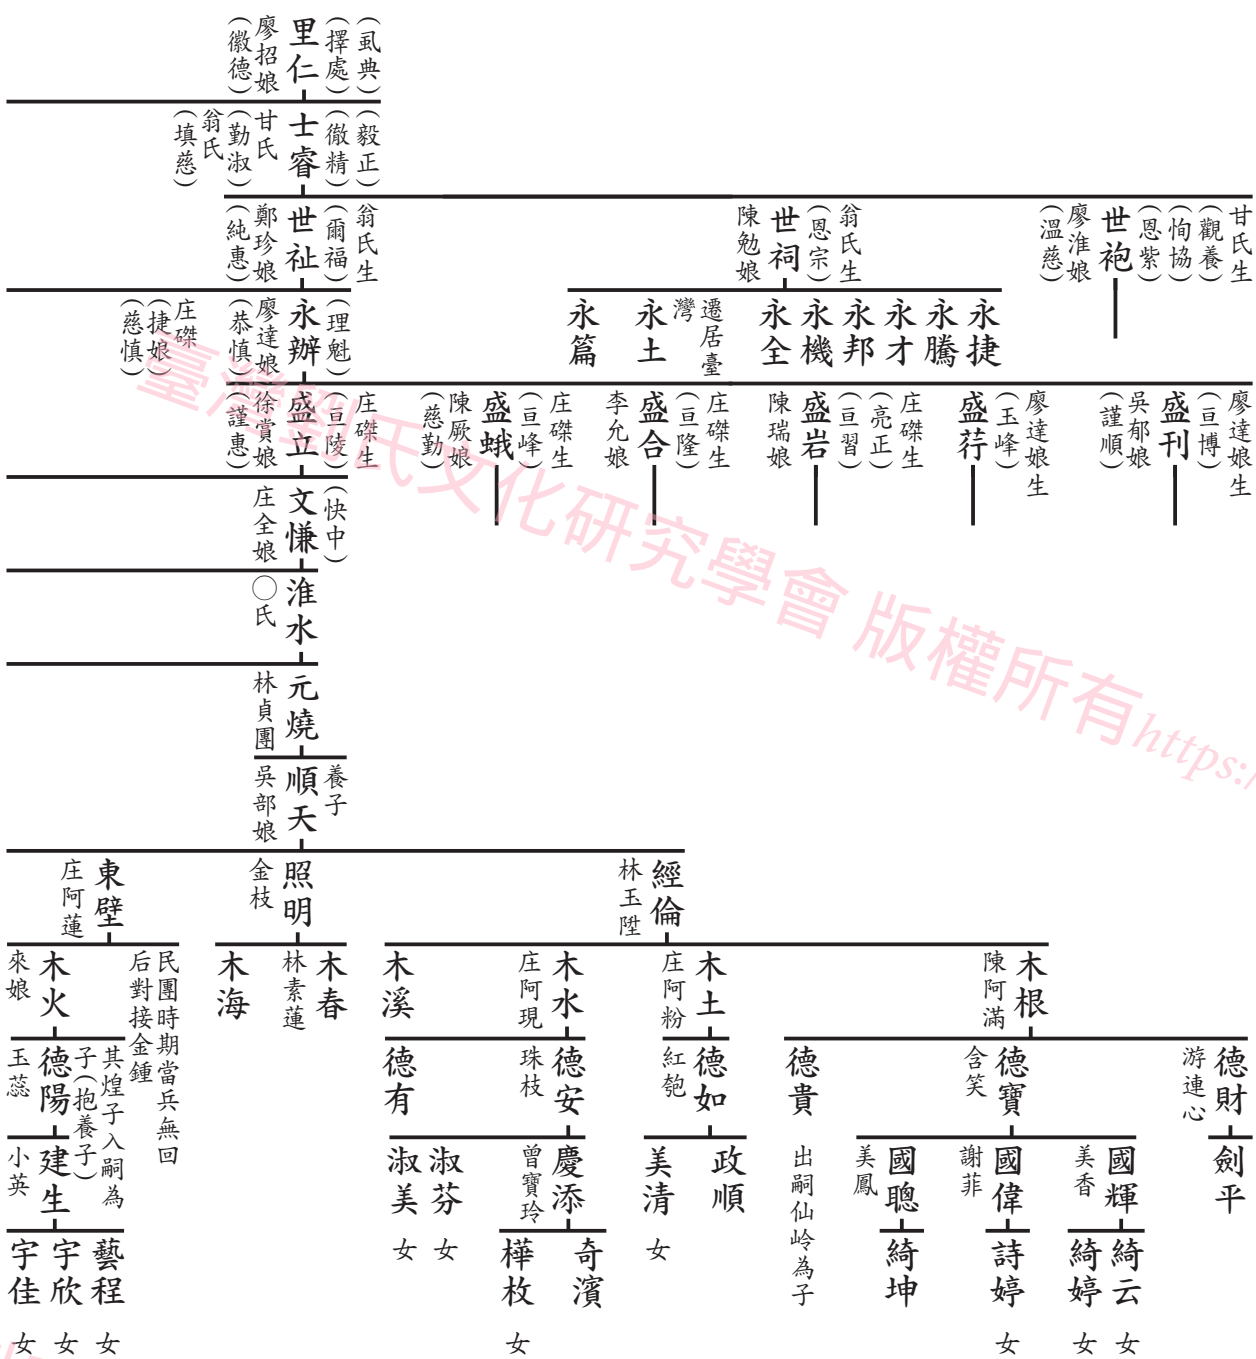 (虱典)
(擇處)
里仁
廖招娘
(徽德)
(毅正)
(徹精)
士睿
甘氏
(勤淑)
翁氏
(填慈)
甘氏生
(觀養)
(恂協)
(恩紫)
世袍
廖淮娘
(溫慈)
翁氏生
(恩宗)
世祠
陳勉娘
翁氏生
(爾福)
世祉
鄭珍娘
(純惠)
永捷
永騰
永才
永邦
永機
永全
遷居臺
灣
永土
永篇
(理魁)
永辦
廖達娘
(恭慎)
庄磔
(捷娘)
(慈慎)
廖達娘生
(亘博)
盛刊
吳郁娘
(謹順)
廖達娘生
(玉峰)
盛荇
庄磔生
(亮正)
(亘習)
盛岩
陳瑞娘
庄磔生
(亘隆)
盛合
李允娘
庄磔生
(亘峰)
盛蛾
陳厥娘
(慈勤)
庄磔生
(亘陵)
盛立
徐賞娘
(謹惠)
(快中)
文慊
庄全娘
淮水
○氏
元燒
林貞團
養子
順天
吳部娘
經倫
林玉陞
照明
金枝
東壁
庄阿蓮
木根
陳阿滿
木土
庄阿粉
木水
庄阿現
木溪
木春
林素蓮
木海
民團時期當兵無回
后對接金鍾
木火
來娘
德財
游連心
德寶
含笑
德貴
出嗣仙岭為子
德如
紅匏
德安
珠枝
德有
其煌子入嗣為
子(抱養子)
德陽
玉蕊
劍平
國輝
美香
國偉
謝菲
國聰
美鳳
政順
美清 女
慶添
曾寶玲
淑芬 女
淑美 女
建生
小英
綺云 女
綺婷 女
詩婷 女
綺坤
奇濱
樺枚 女
藝程 女
宇欣 女
宇佳 女
臺灣劉氏文化研究學會 版權所有https:/